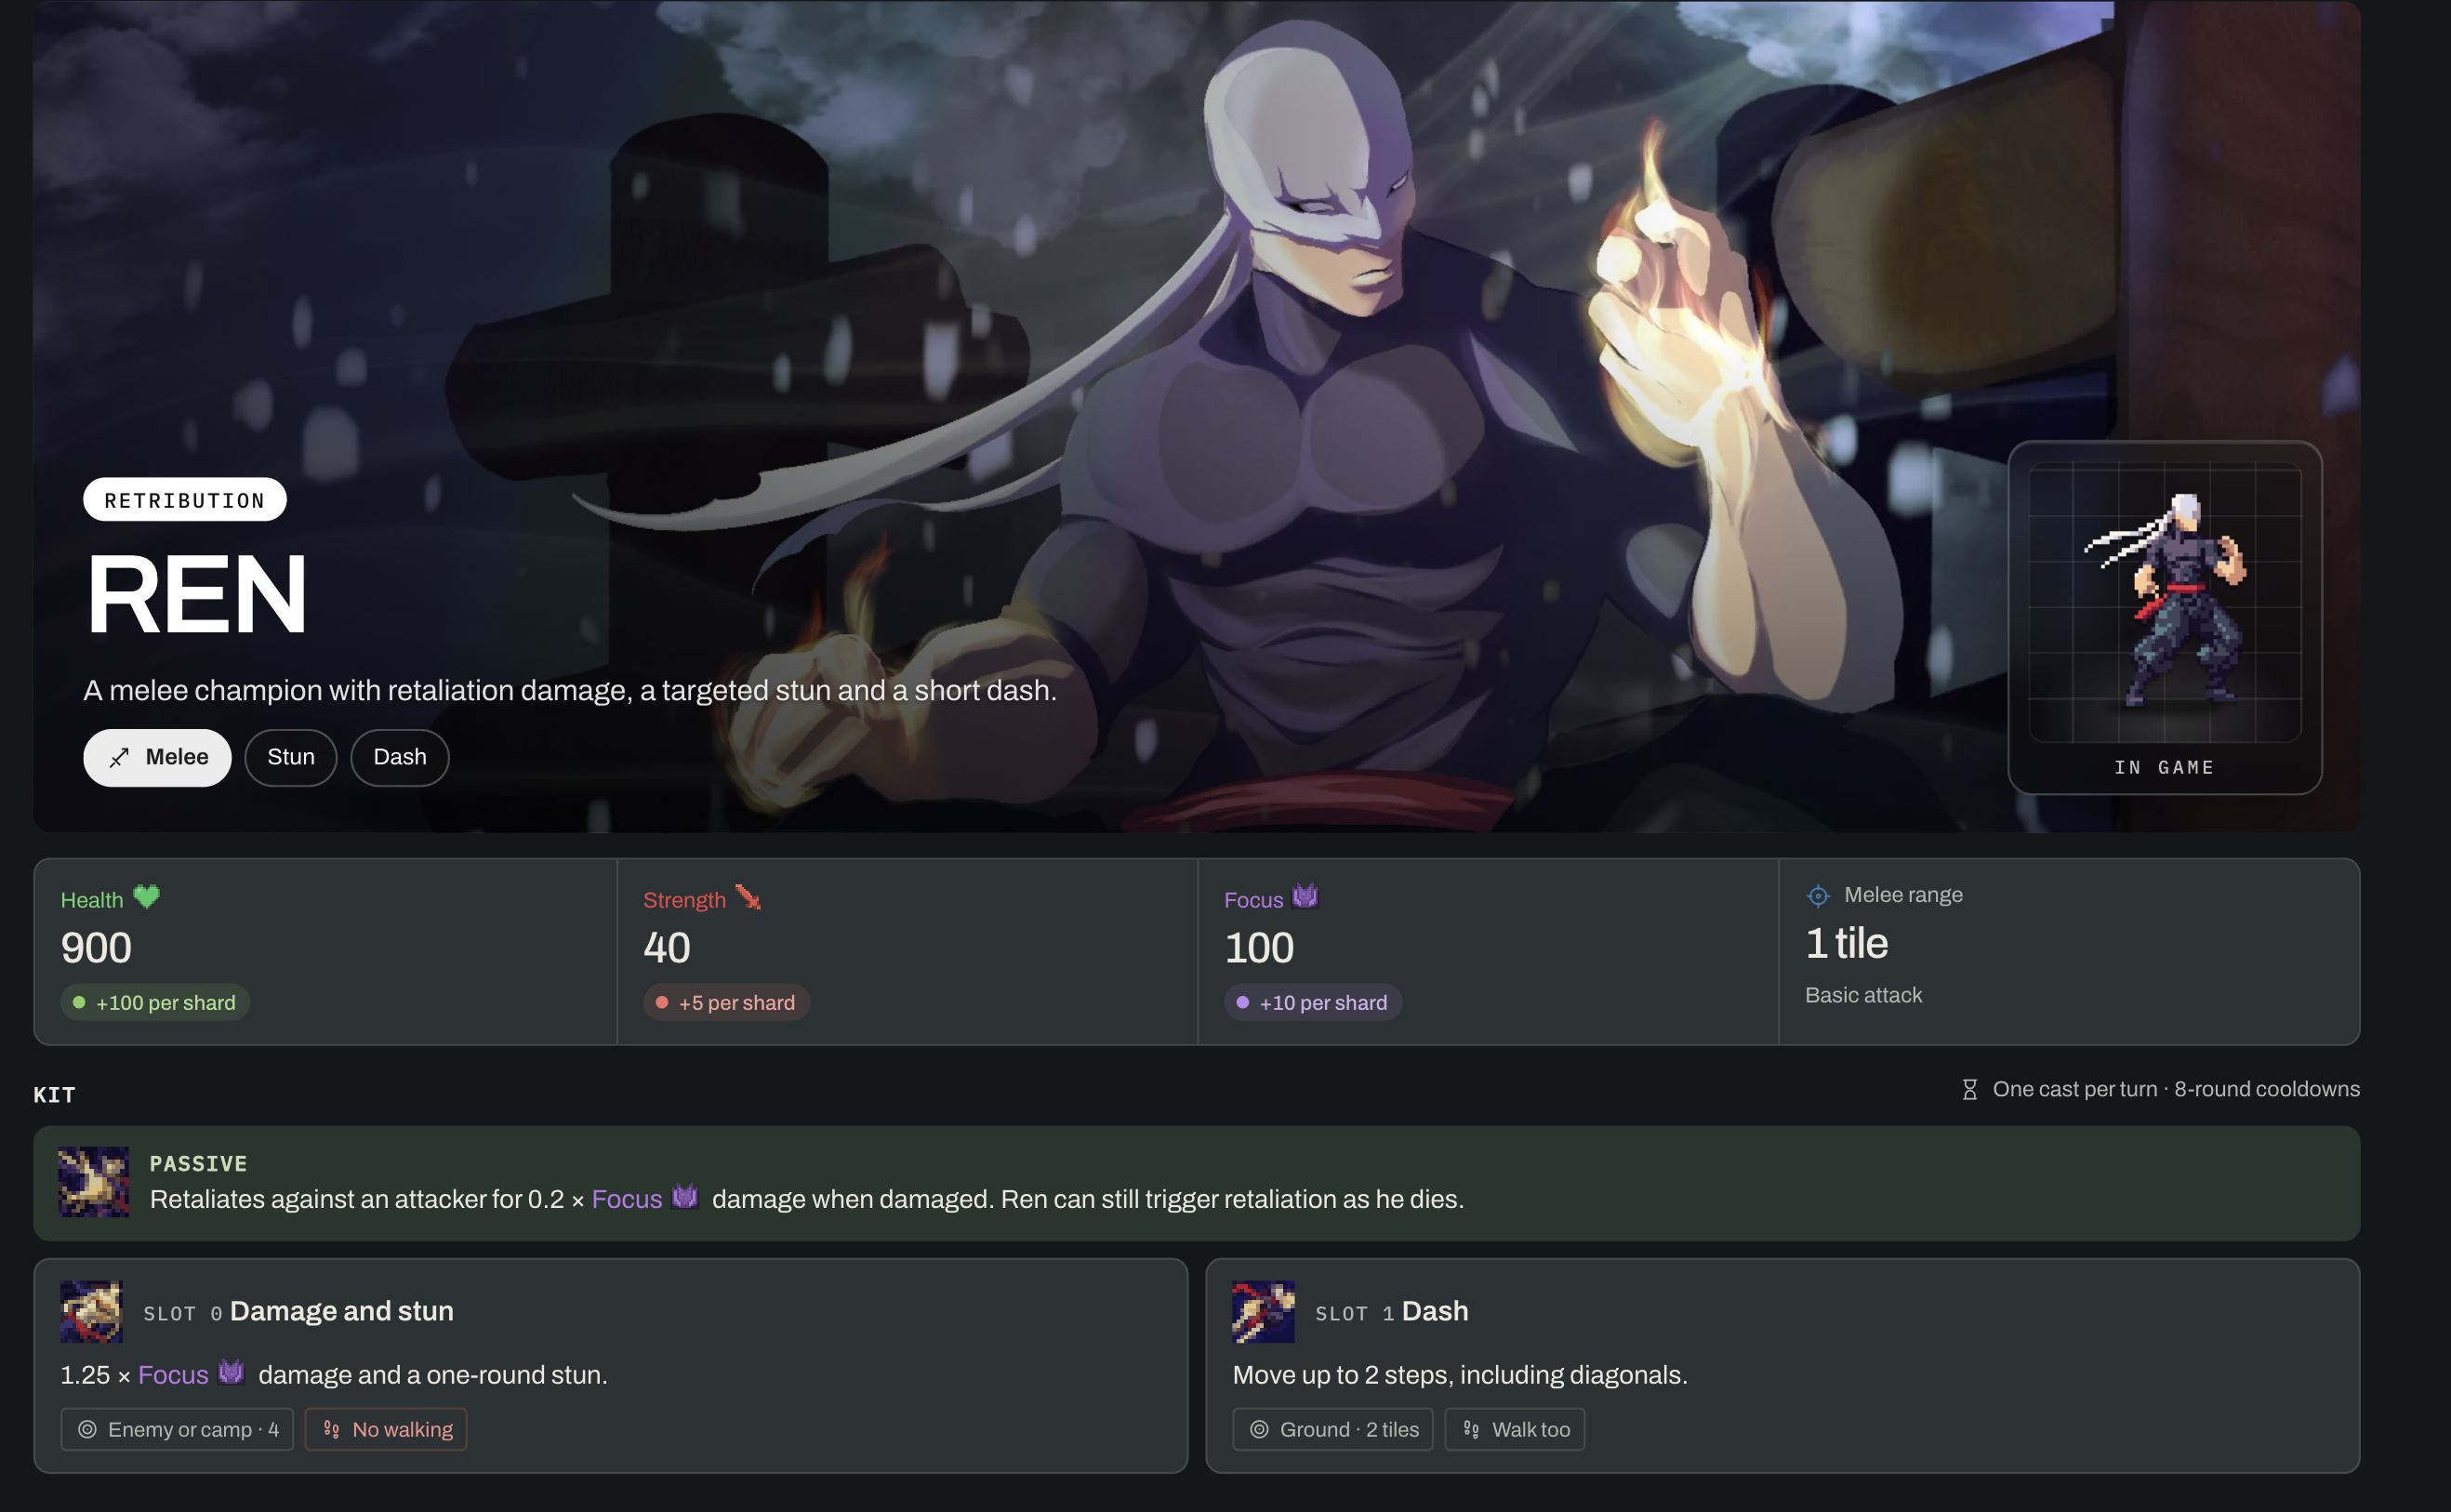 RETRIBUTION
REN
A melee champion with retaliation damage, a targeted stun and a short dash.
Melee Stun Dash
IN GAME
Health Strength Focus Melee range
900 40 100 1 tile
+100 per shard +5 per shard +10 per shard Basic attack
KIT One cast per turn · 8-round cooldowns
PASSIVE
Retaliates against an attacker for 0.2 × Focus damage when damaged. Ren can still trigger retaliation as he dies.
SLOT 0 Damage and stun
1.25 × Focus damage and a one-round stun.
Enemy or camp · 4 No walking
SLOT 1 Dash
Move up to 2 steps, including diagonals.
Ground · 2 tiles Walk too